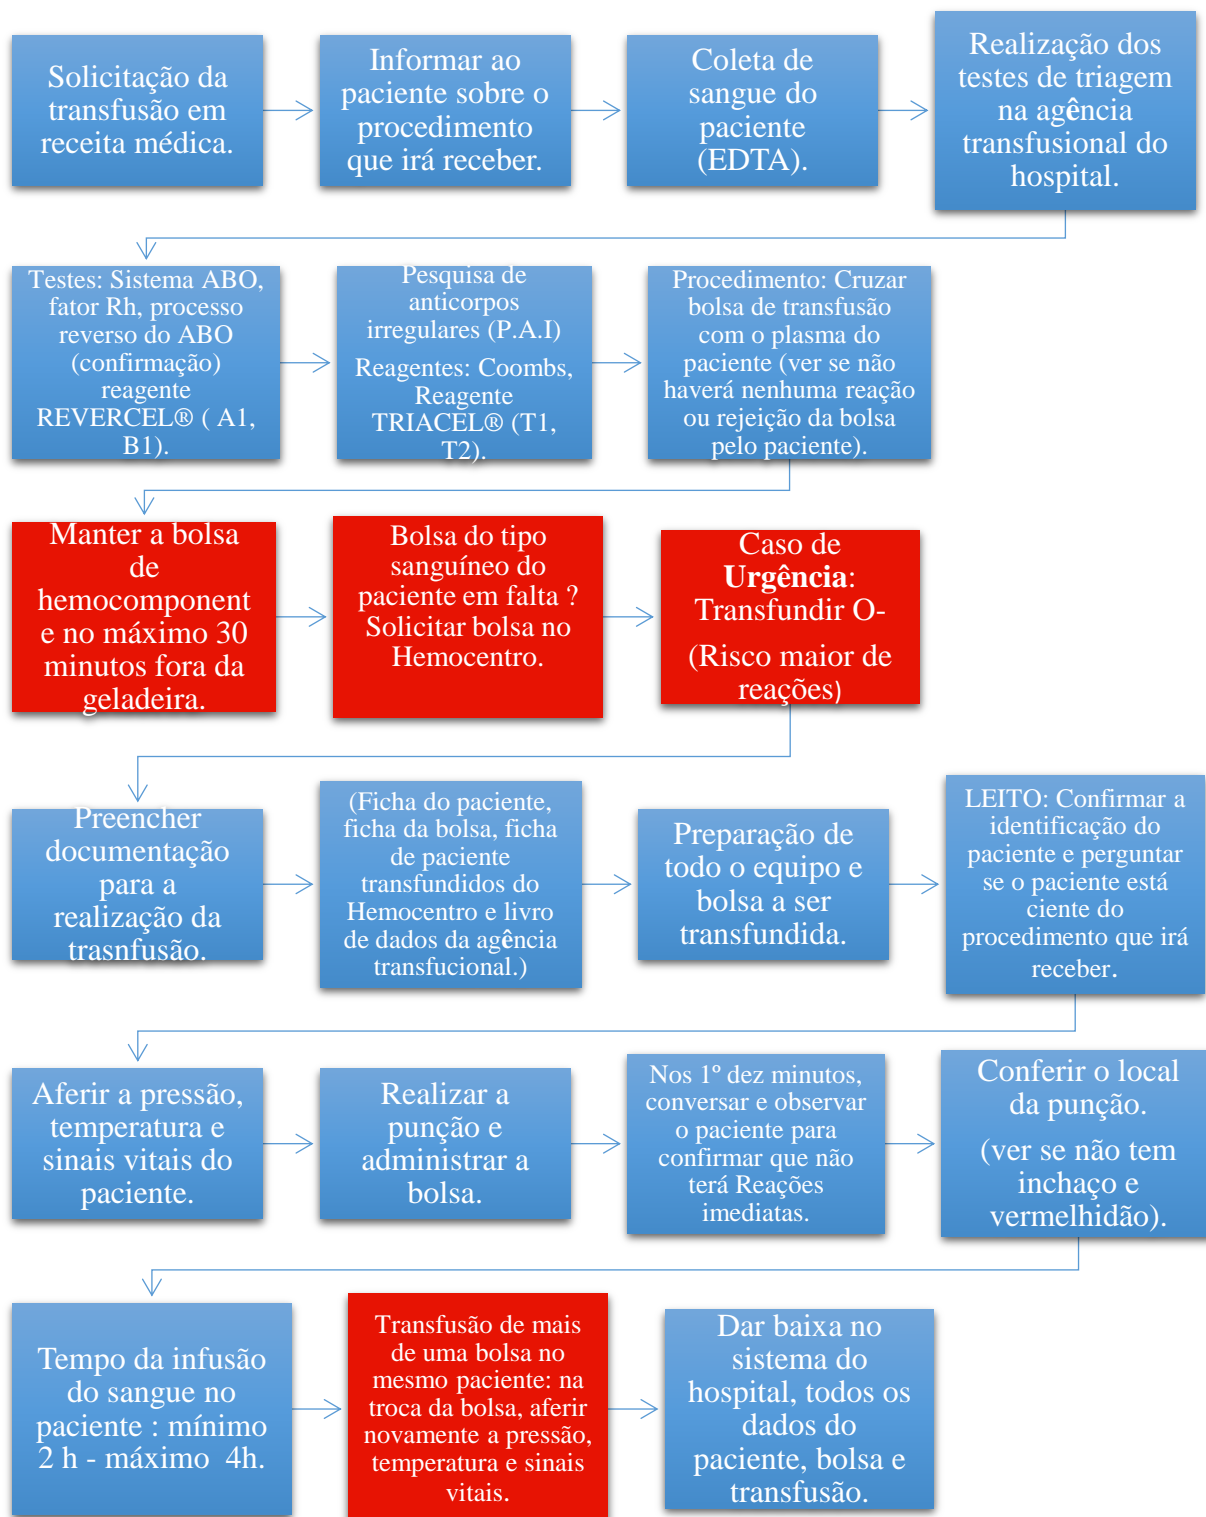 Solicitação da
transfusão em
receita médica.
Informar ao
paciente sobre o
procedimento
que irá receber.
Coleta de
sangue do
paciente
(EDTA).
Realização dos
testes de triagem
na agência
transfusional do
hospital.
Testes: Sistema ABO,
fator Rh, processo
reverso do ABO
(confirmação)
reagente
REVERCEL® ( A1,
B1).
Pesquisa de
anticorpos
irregulares (P.A.I)
Reagentes: Coombs,
Reagente
TRIACEL® (T1,
T2).
Procedimento: Cruzar
bolsa de transfusão
com o plasma do
paciente (ver se não
haverá nenhuma reação
ou rejeição da bolsa
pelo paciente).
Manter a bolsa
de
hemocomponent
e no máximo 30
minutos fora da
geladeira.
Bolsa do tipo
sanguíneo do
paciente em falta ?
Solicitar bolsa no
Hemocentro.
Caso de
Urgência:
Transfundir O-
(Risco maior de
reações)
Preencher
documentação
para a
realização da
trasnfusão.
(Ficha do paciente,
ficha da bolsa, ficha
de paciente
transfundidos do
Hemocentro e livro
de dados da agência
transfucional.)
Preparação de
todo o equipo e
bolsa a ser
transfundida.
LEITO: Confirmar a
identificação do
paciente e perguntar
se o paciente está
ciente do
procedimento que irá
receber.
Aferir a pressão,
temperatura e
sinais vitais do
paciente.
Realizar a
punção e
administrar a
bolsa.
Nos 1º dez minutos,
conversar e observar
o paciente para
confirmar que não
terá Reações
imediatas.
Conferir o local
da punção.
(ver se não tem
inchaço e
vermelhidão).
Tempo da infusão
do sangue no
paciente : mínimo
2 h - máximo 4h.
Transfusão de mais
de uma bolsa no
mesmo paciente: na
troca da bolsa, aferir
novamente a pressão,
temperatura e sinais
vitais.
Dar baixa no
sistema do
hospital, todos os
dados do
paciente, bolsa e
transfusão.